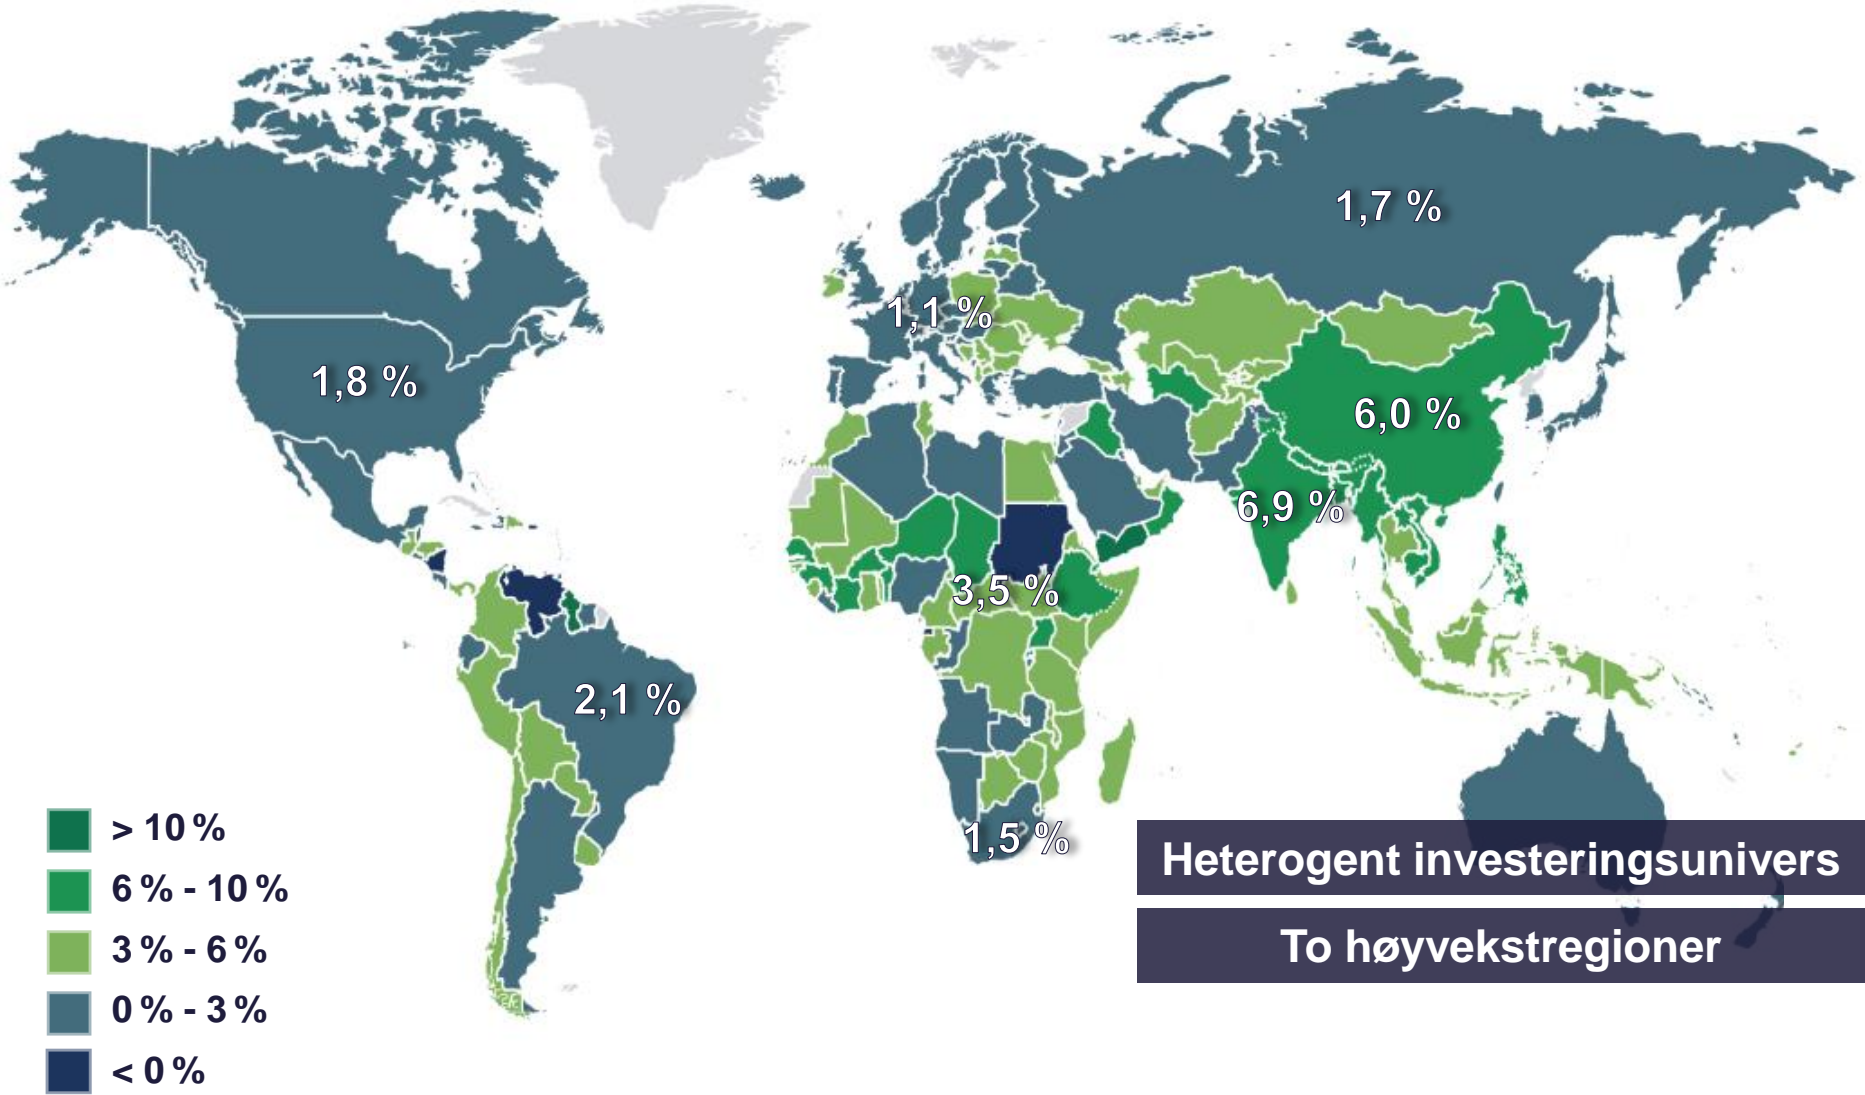 1,7 %
1,1 %
1,8 %
6,0 %
6,9 %
3,5 %
2,1 %
1,5 %
> 10 %
6 % - 10 %
3 % - 6 %
0 % - 3 %
< 0 %
Heterogent investeringsunivers
To høyvekstregioner